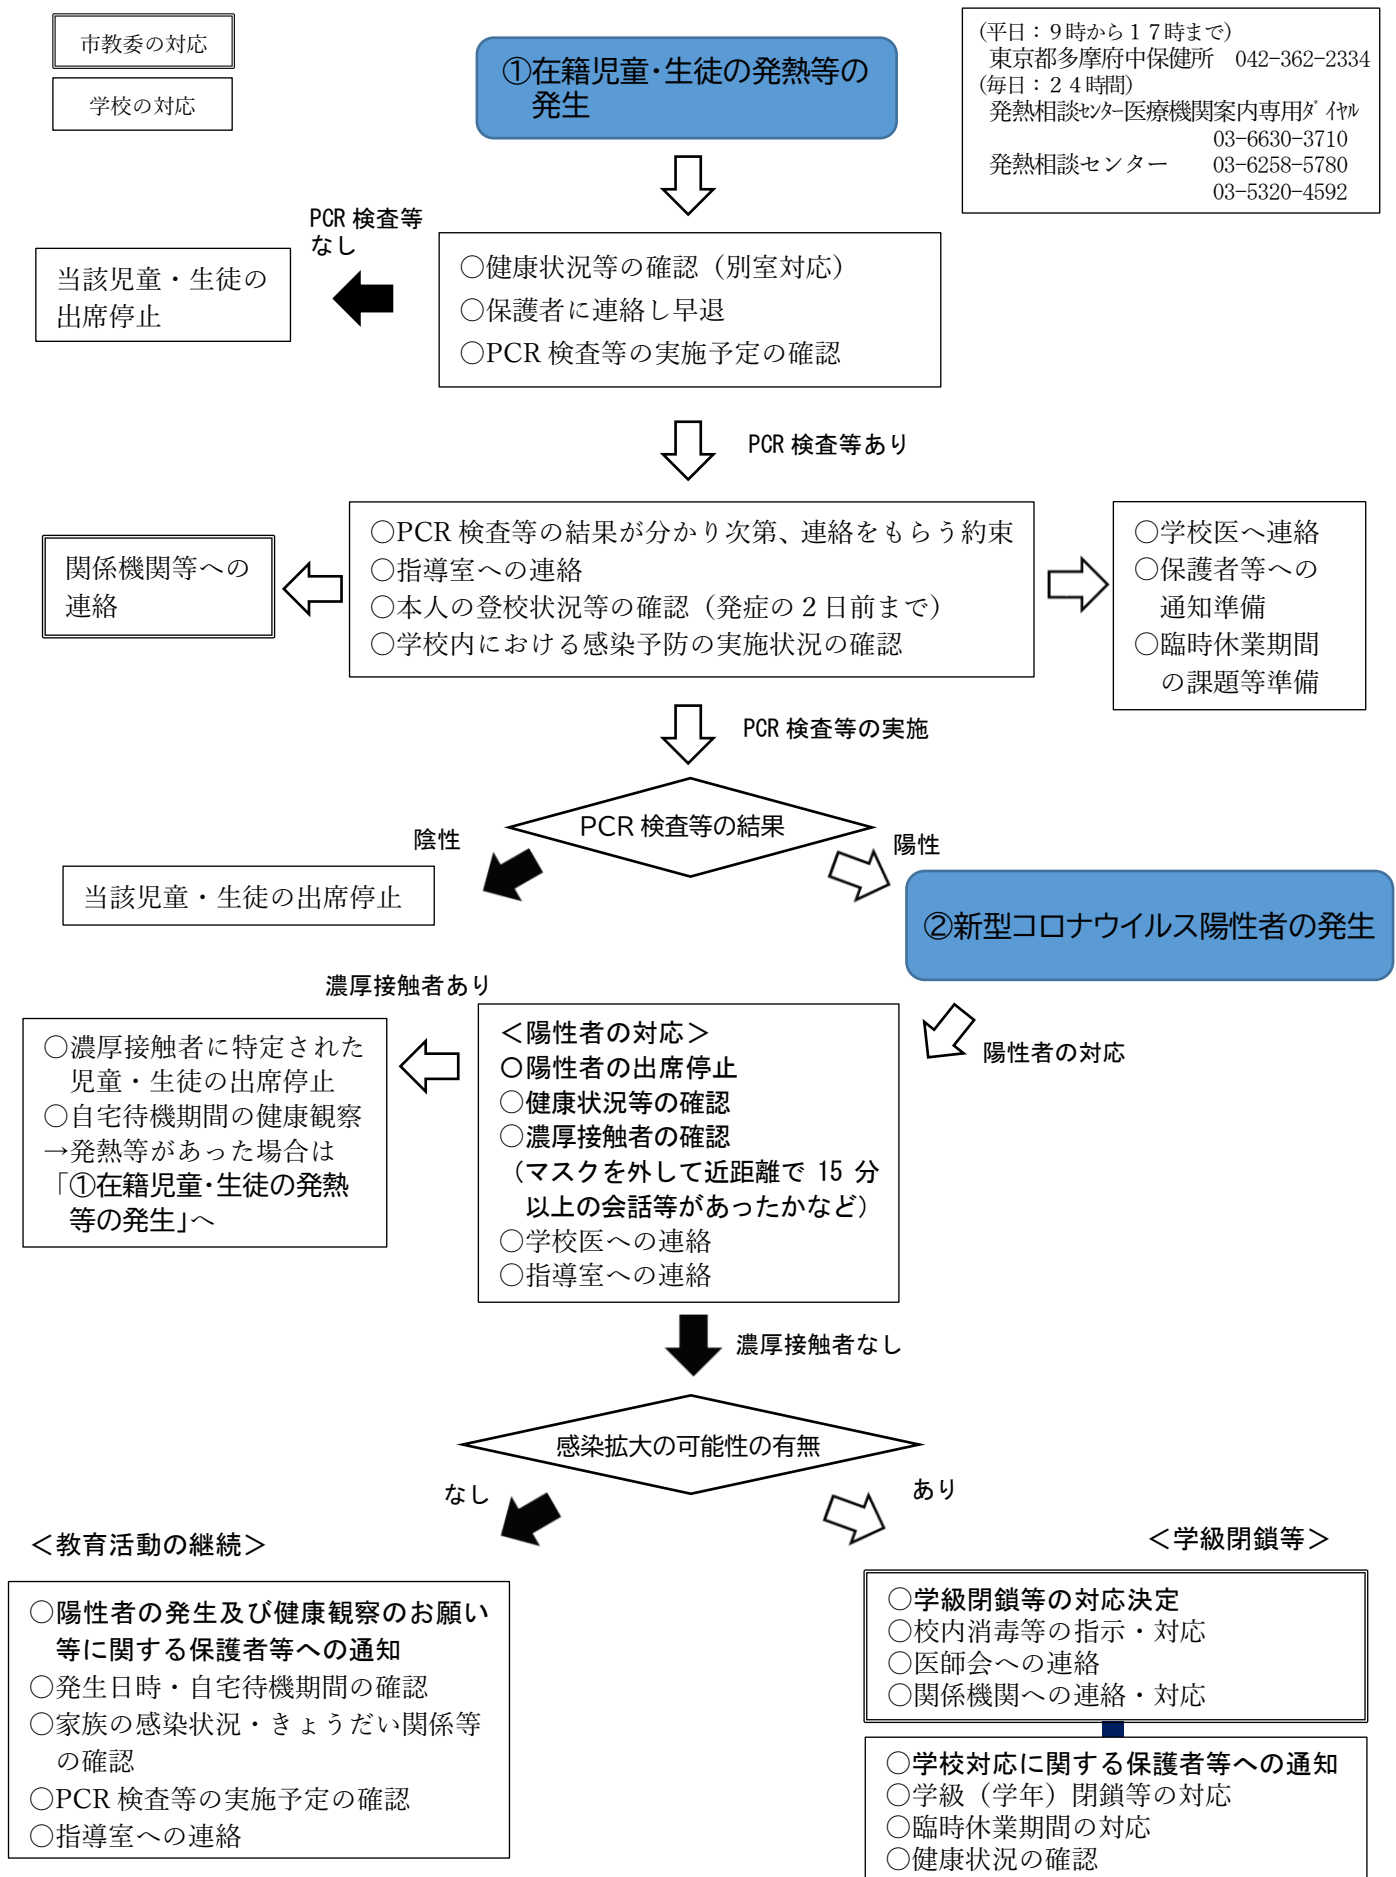 市教委の対応
学校の対応
①在籍児童・生徒の発熱等の
発生
(平日：９時から１７時まで)
東京都多摩府中保健所 042-362-2334
(毎日：２４時間)
発熱相談ｾﾝﾀｰ医療機関案内専用ﾀﾞｲﾔﾙ
03-6630-3710
発熱相談センター 03-6258-5780
03-5320-4592
PCR 検査等
なし
当該児童・生徒の
出席停止
○健康状況等の確認（別室対応）
○保護者に連絡し早退
○PCR 検査等の実施予定の確認
PCR 検査等あり
関係機関等への
連絡
○PCR 検査等の結果が分かり次第、連絡をもらう約束
○指導室への連絡
○本人の登校状況等の確認（発症の２日前まで）
○学校内における感染予防の実施状況の確認
○学校医へ連絡
○保護者等への
通知準備
○臨時休業期間
の課題等準備
PCR 検査等の実施
PCR 検査等の結果
陰性
陽性
当該児童・生徒の出席停止
②新型コロナウイルス陽性者の発生
濃厚接触者あり
○濃厚接触者に特定された
児童・生徒の出席停止
○自宅待機期間の健康観察
→発熱等があった場合は
「①在籍児童・生徒の発熱
等の発生」へ
＜陽性者の対応＞
○陽性者の出席停止
○健康状況等の確認
○濃厚接触者の確認
（マスクを外して近距離で 15 分
以上の会話等があったかなど）
○学校医への連絡
○指導室への連絡
陽性者の対応
濃厚接触者なし
感染拡大の可能性の有無
なし
あり
＜教育活動の継続＞
○陽性者の発生及び健康観察のお願い
等に関する保護者等への通知
○発生日時・自宅待機期間の確認
○家族の感染状況・きょうだい関係等
の確認
○PCR 検査等の実施予定の確認
○指導室への連絡
＜学級閉鎖等＞
○学級閉鎖等の対応決定
○校内消毒等の指示・対応
○医師会への連絡
○関係機関への連絡・対応
○学校対応に関する保護者等への通知
○学級（学年）閉鎖等の対応
○臨時休業期間の対応
○健康状況の確認